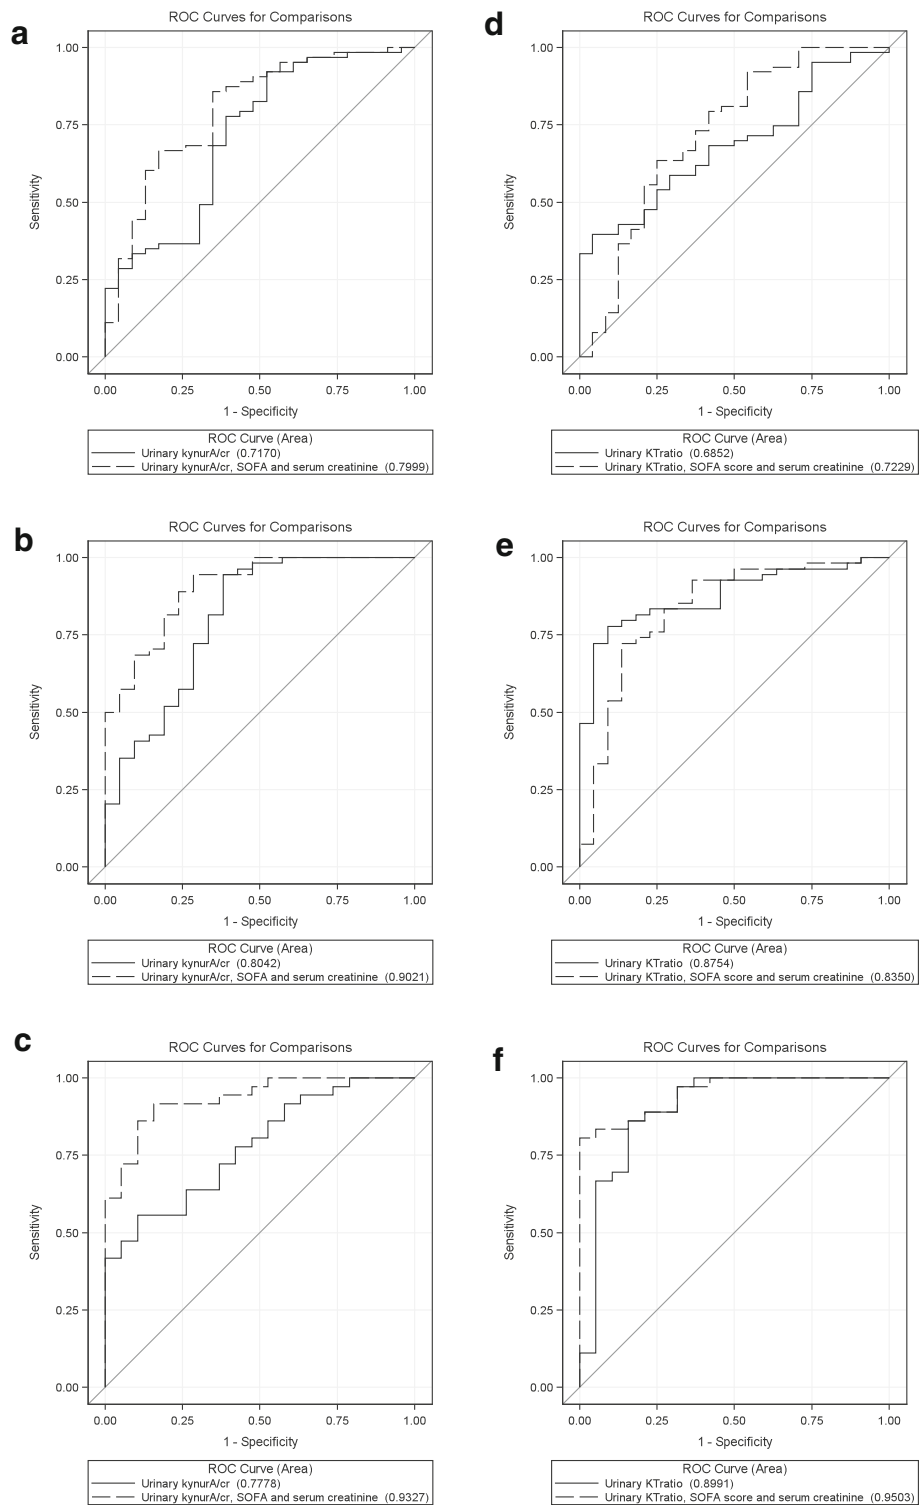 a
ROC Curves for Comparisons
1.00
0.75
0.50
0.25
0.00
Sensitivity
0.00 0.25 0.50 0.75 1.00
1 - Specificity
ROC Curve (Area)
Urinary kynurA/cr (0.7170)
Urinary kynurA/cr, SOFA and serum creatinine (0.7999)
d
ROC Curves for Comparisons
1.00
0.75
0.50
0.25
0.00
Sensitivity
0.00 0.25 0.50 0.75 1.00
1 - Specificity
ROC Curve (Area)
Urinary KTratio (0.6852)
Urinary KTratio, SOFA score and serum creatinine (0.7229)
b
ROC Curves for Comparisons
1.00
0.75
0.50
0.25
0.00
Sensitivity
0.00 0.25 0.50 0.75 1.00
1 - Specificity
ROC Curve (Area)
Urinary kynurA/cr (0.8042)
Urinary kynurA/cr, SOFA and serum creatinine (0.9021)
e
ROC Curves for Comparisons
1.00
0.75
0.50
0.25
0.00
Sensitivity
0.00 0.25 0.50 0.75 1.00
1 - Specificity
ROC Curve (Area)
Urinary KTratio (0.8754)
Urinary KTratio, SOFA score and serum creatinine (0.8350)
c
ROC Curves for Comparisons
1.00
0.75
0.50
0.25
0.00
Sensitivity
0.00 0.25 0.50 0.75 1.00
1 - Specificity
ROC Curve (Area)
Urinary kynurA/cr (0.7778)
Urinary kynurA/cr, SOFA and serum creatinine (0.9327)
f
ROC Curves for Comparisons
1.00
0.75
0.50
0.25
0.00
Sensitivity
0.00 0.25 0.50 0.75 1.00
1 - Specificity
ROC Curve (Area)
Urinary KTratio (0.8991)
Urinary KTratio, SOFA score and serum creatinine (0.9503)